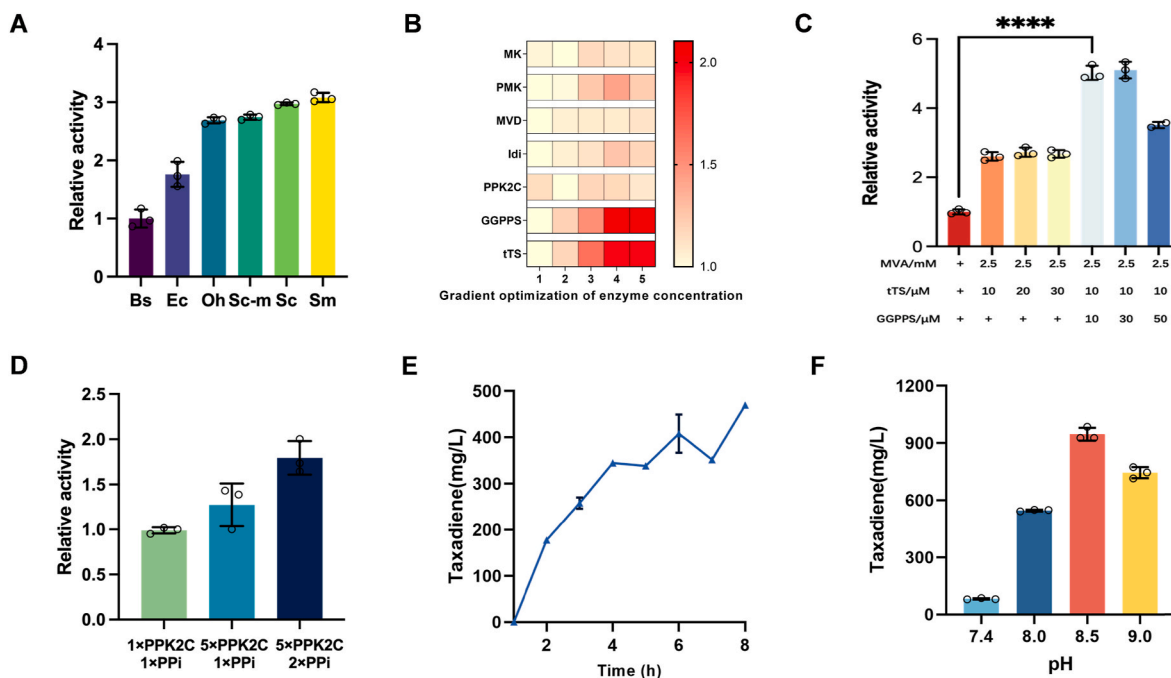 A
Relative activity
4
3
2
1
0
Bs Ec Oh Sc-m Sc Sm
B
MK
PMK
MVD
Idi
PPK2C
GGPPS
tTS
1 2 3 4 5
Gradient optimization of enzyme concentration
2.0
1.5
1.0
C
****
Relative activity
6
4
2
0
MVA/mM + 2.5 2.5 2.5 2.5 2.5 2.5
tTS/μM + 10 20 30 10 10 10
GGPPS/μM + + + + 10 30 50
D
Relative activity
2.5
2.0
1.5
1.0
0.5
0.0
1×PPK2C 5×PPK2C 5×PPK2C
1×PPi 1×PPi 2×PPi
E
Taxadiene(mg/L)
500
400
300
200
100
0
2 4 6 8
Time (h)
F
Taxadiene(mg/L)
1200
900
600
300
0
7.4 8.0 8.5 9.0
pH